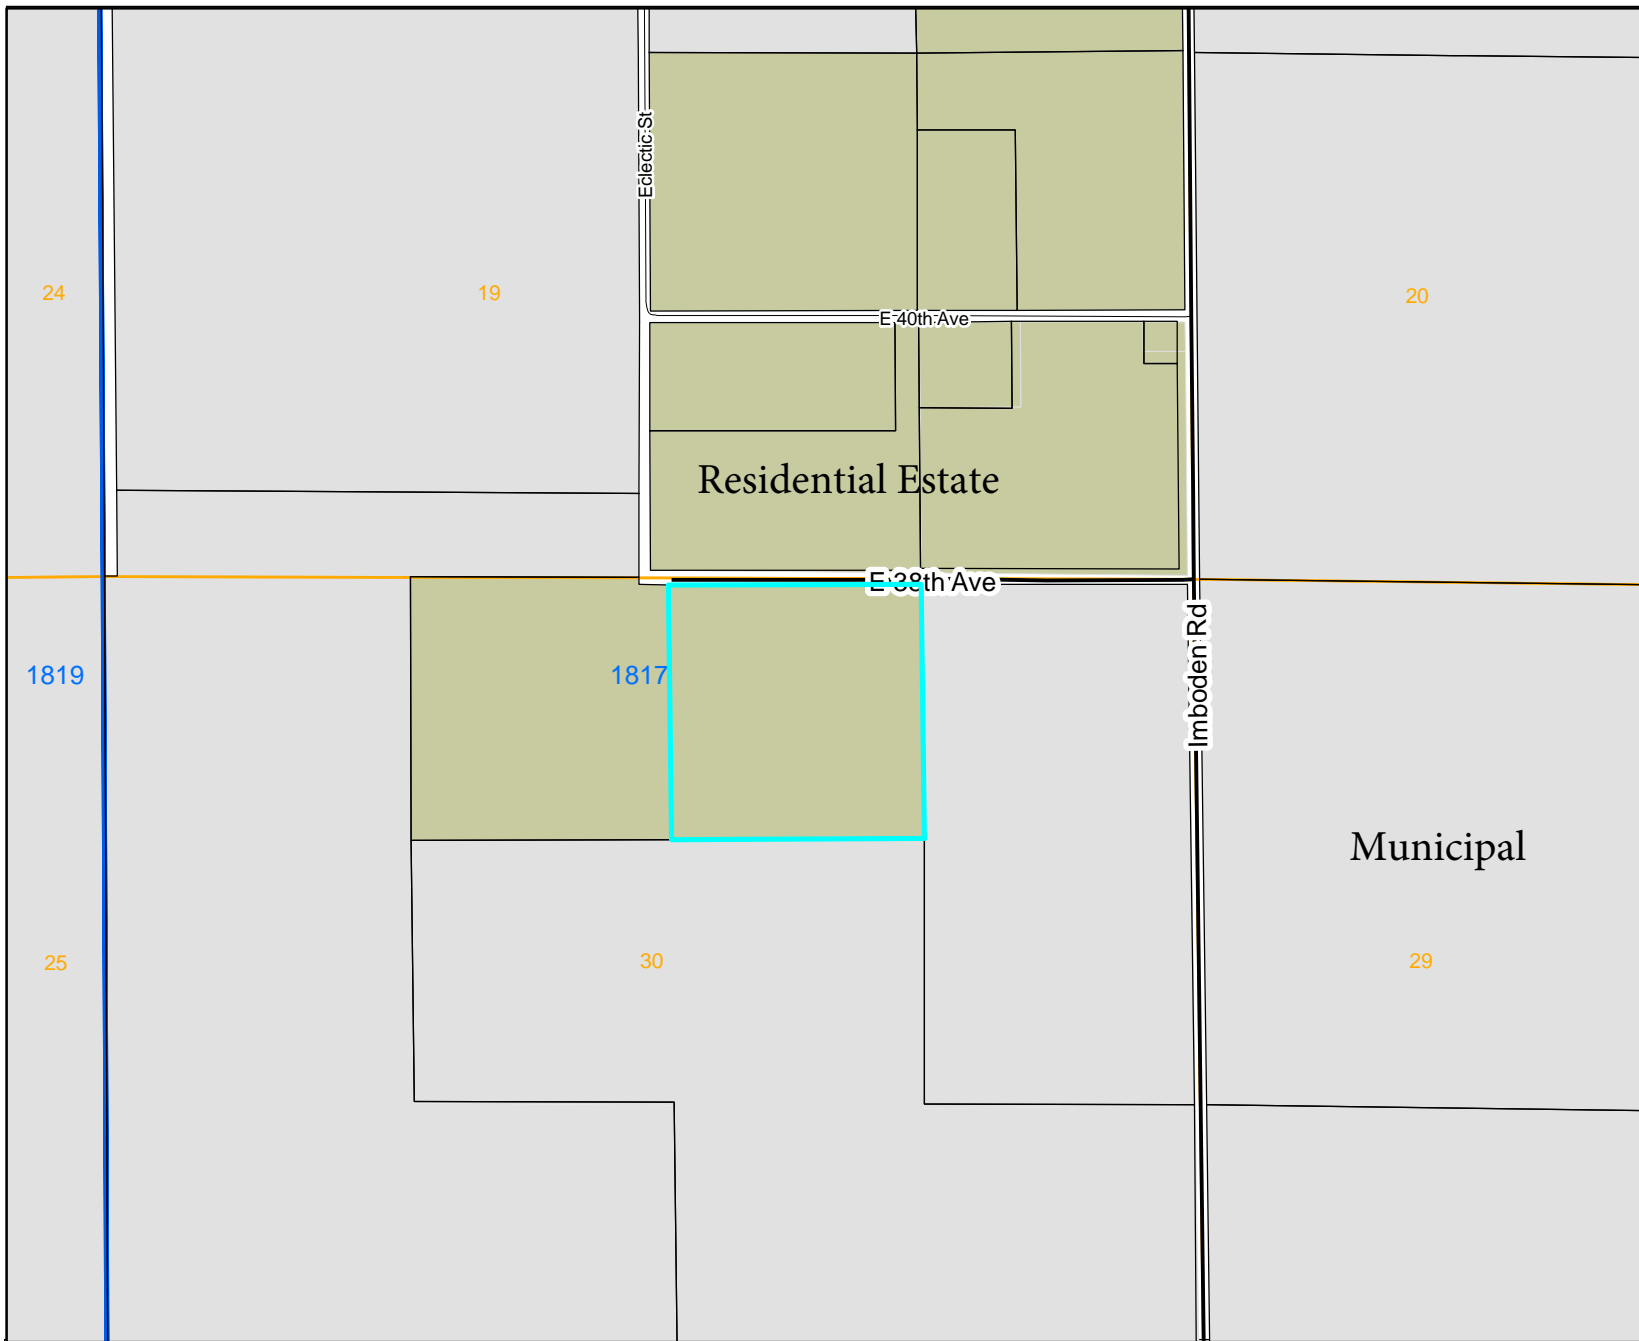 Eclectic St
24
19
20
E 40th Ave
Residential Estate
E 38th Ave
1819
1817
Imboden Rd
Municipal
25
30
29